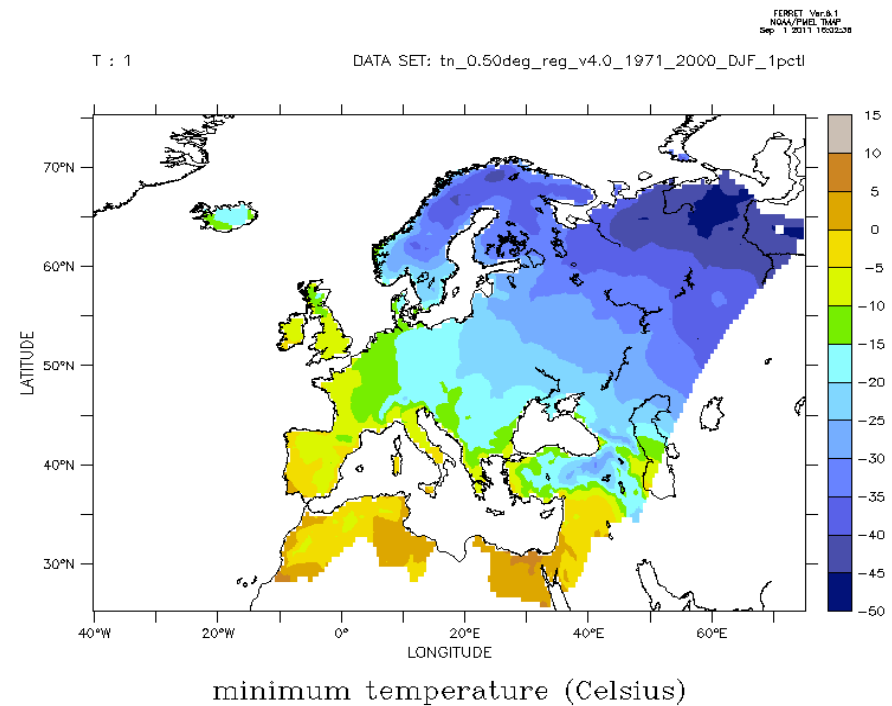 FERRET Ver.6.1
NOAA/PMEL TMAP
Sep 1 2011 16:02:38
T : 1
DATA SET: tn_0.50deg_reg_v4.0_1971_2000_DJF_1pctl
15
10
5
0
-5
-10
-15
-20
-25
-30
-35
-40
-45
-50
70°N
60°N
50°N
40°N
30°N
LATITUDE
40°W
20°W
0°
20°E
40°E
60°E
LONGITUDE
minimum temperature (Celsius)